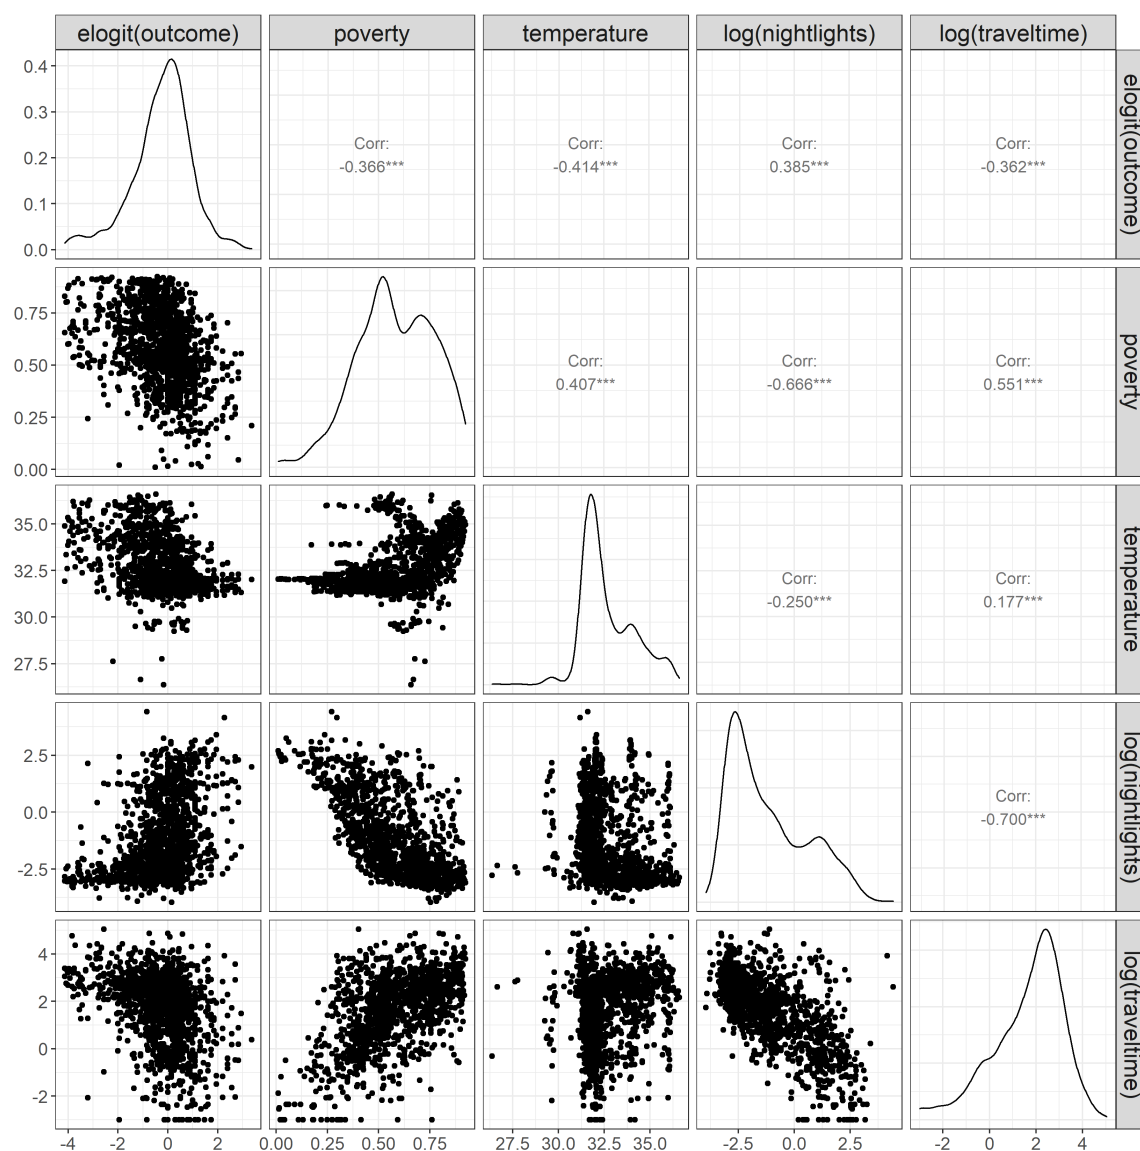 elogit(outcome) poverty temperature log(nightlights) log(traveltime)
0.4
0.3
0.2
0.1
0.0
Corr:
-0.366***
Corr:
-0.414***
Corr:
0.385***
Corr:
-0.362***
elogit(outcome)
0.75
0.50
0.25
0.00
Corr:
0.407***
Corr:
-0.666***
Corr:
0.551***
poverty
35.0
32.5
30.0
27.5
Corr:
-0.250***
Corr:
0.177***
temperature
2.5
0.0
-2.5
Corr:
-0.700***
log(nightlights)
4
2
0
-2
log(traveltime)
-4 -2 0 2 0.00 0.25 0.50 0.75 27.5 30.0 32.5 35.0 -2.5 0.0 2.5 -2 0 2 4